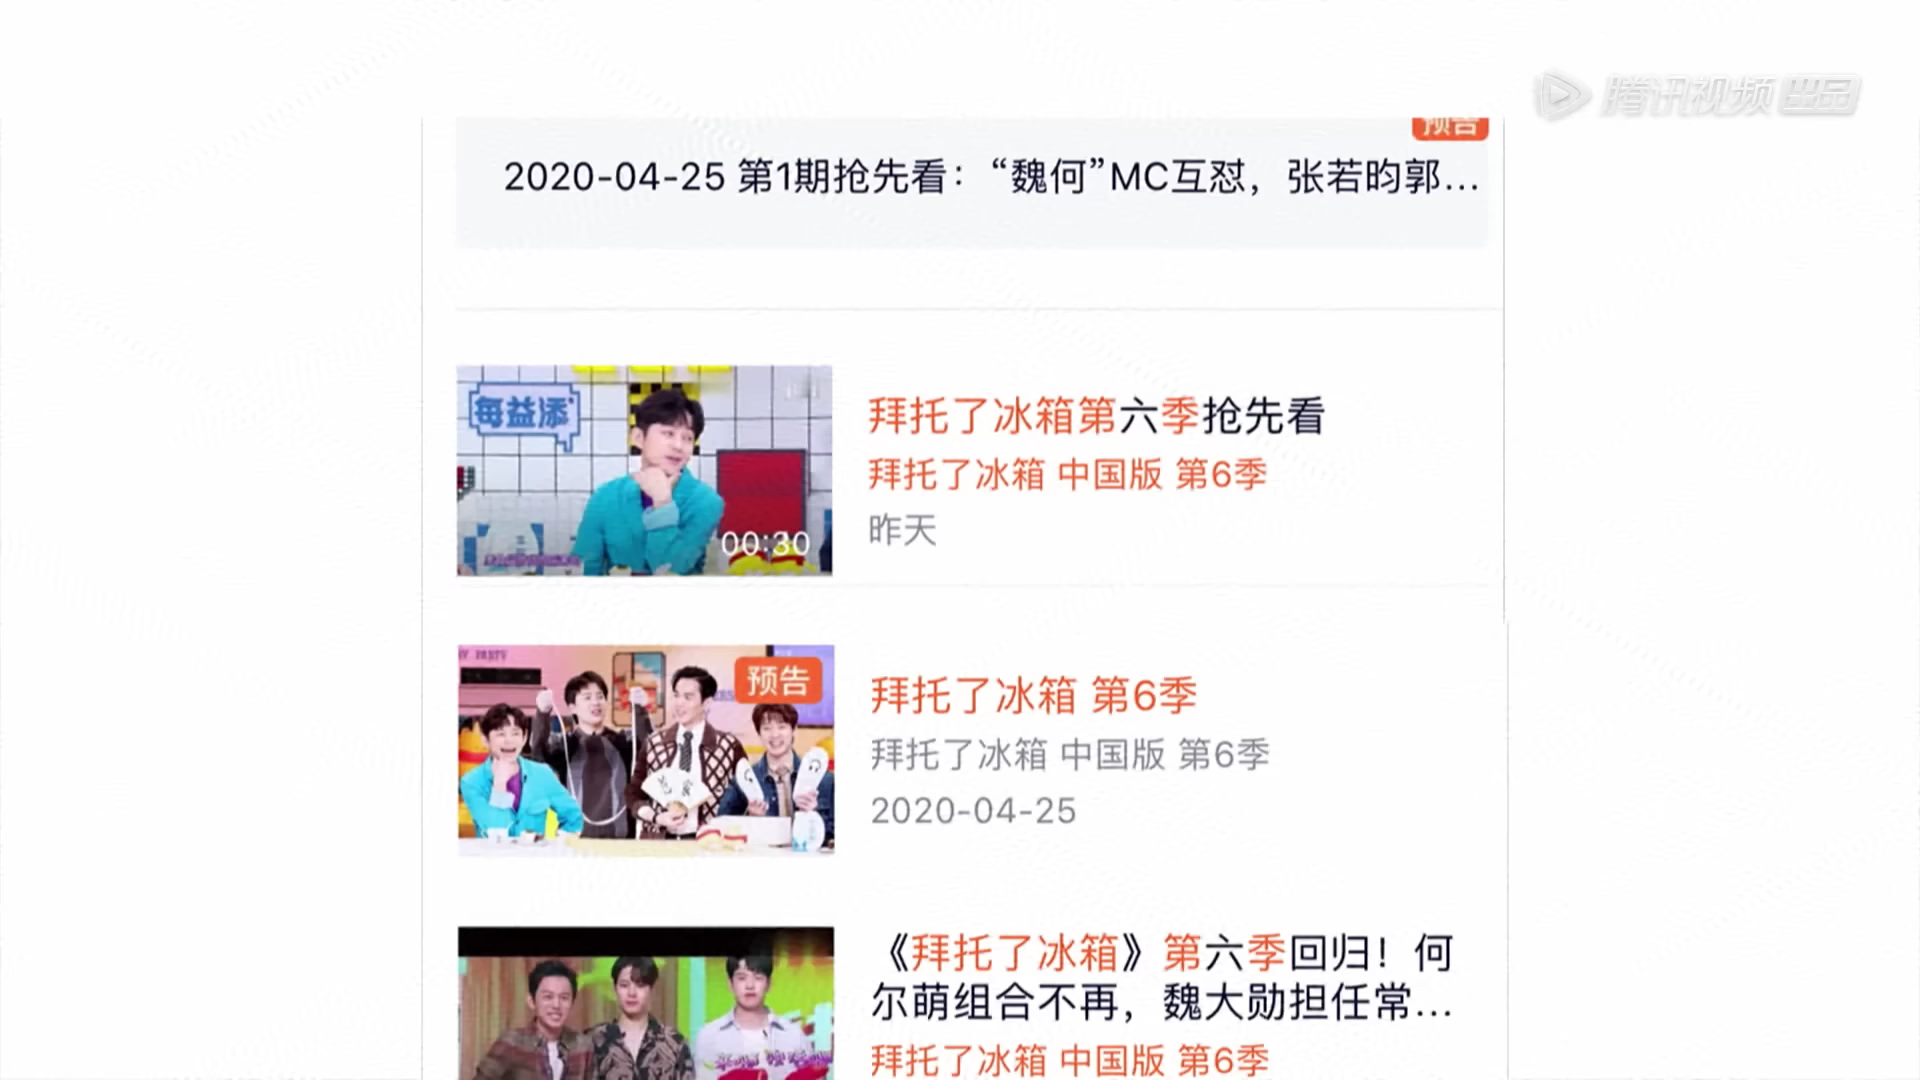 腾讯视频 出品
预告
2020-04-25 第1期抢先看：“魏何”MC互怼，张若昀郭...
每益添
00:30
拜托了冰箱第六季抢先看
拜托了冰箱 中国版 第6季
昨天
预告
拜托了冰箱 第6季
拜托了冰箱 中国版 第6季
2020-04-25
《拜托了冰箱》第六季回归！何
尔萌组合不再，魏大勋担任常...
拜托了冰箱 中国版 第6季